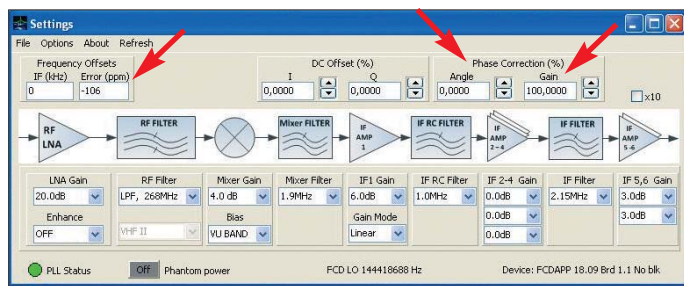 Settings
File Options About Refresh
Frequency Offsets
IF (kHz) Error (ppm)
0 -106
DC Offset (%)
I Q
0,0000 0,0000
Phase Correction (%)
Angle Gain
0,0000 100,0000
x10
RF LNA
RF FILTER
Mixer FILTER
IF AMP 1
IF RC FILTER
IF AMP 2-4
IF FILTER
IF AMP 5-6
LNA Gain RF Filter Mixer Gain Mixer Filter IF1 Gain IF RC Filter IF 2-4 Gain IF Filter IF 5,6 Gain
20.0dB LPF, 268MHz 4.0 dB 1.9MHz 6.0dB 1.0MHz 0.0dB 2.15MHz 3.0dB
Enhance Bias Gain Mode 0.0dB 3.0dB
OFF VHF II VU BAND Linear 0.0dB
PLL Status Off Phantom power FCD LO 144418688 Hz Device: FCDAPP 18.09 Brd 1.1 No blk